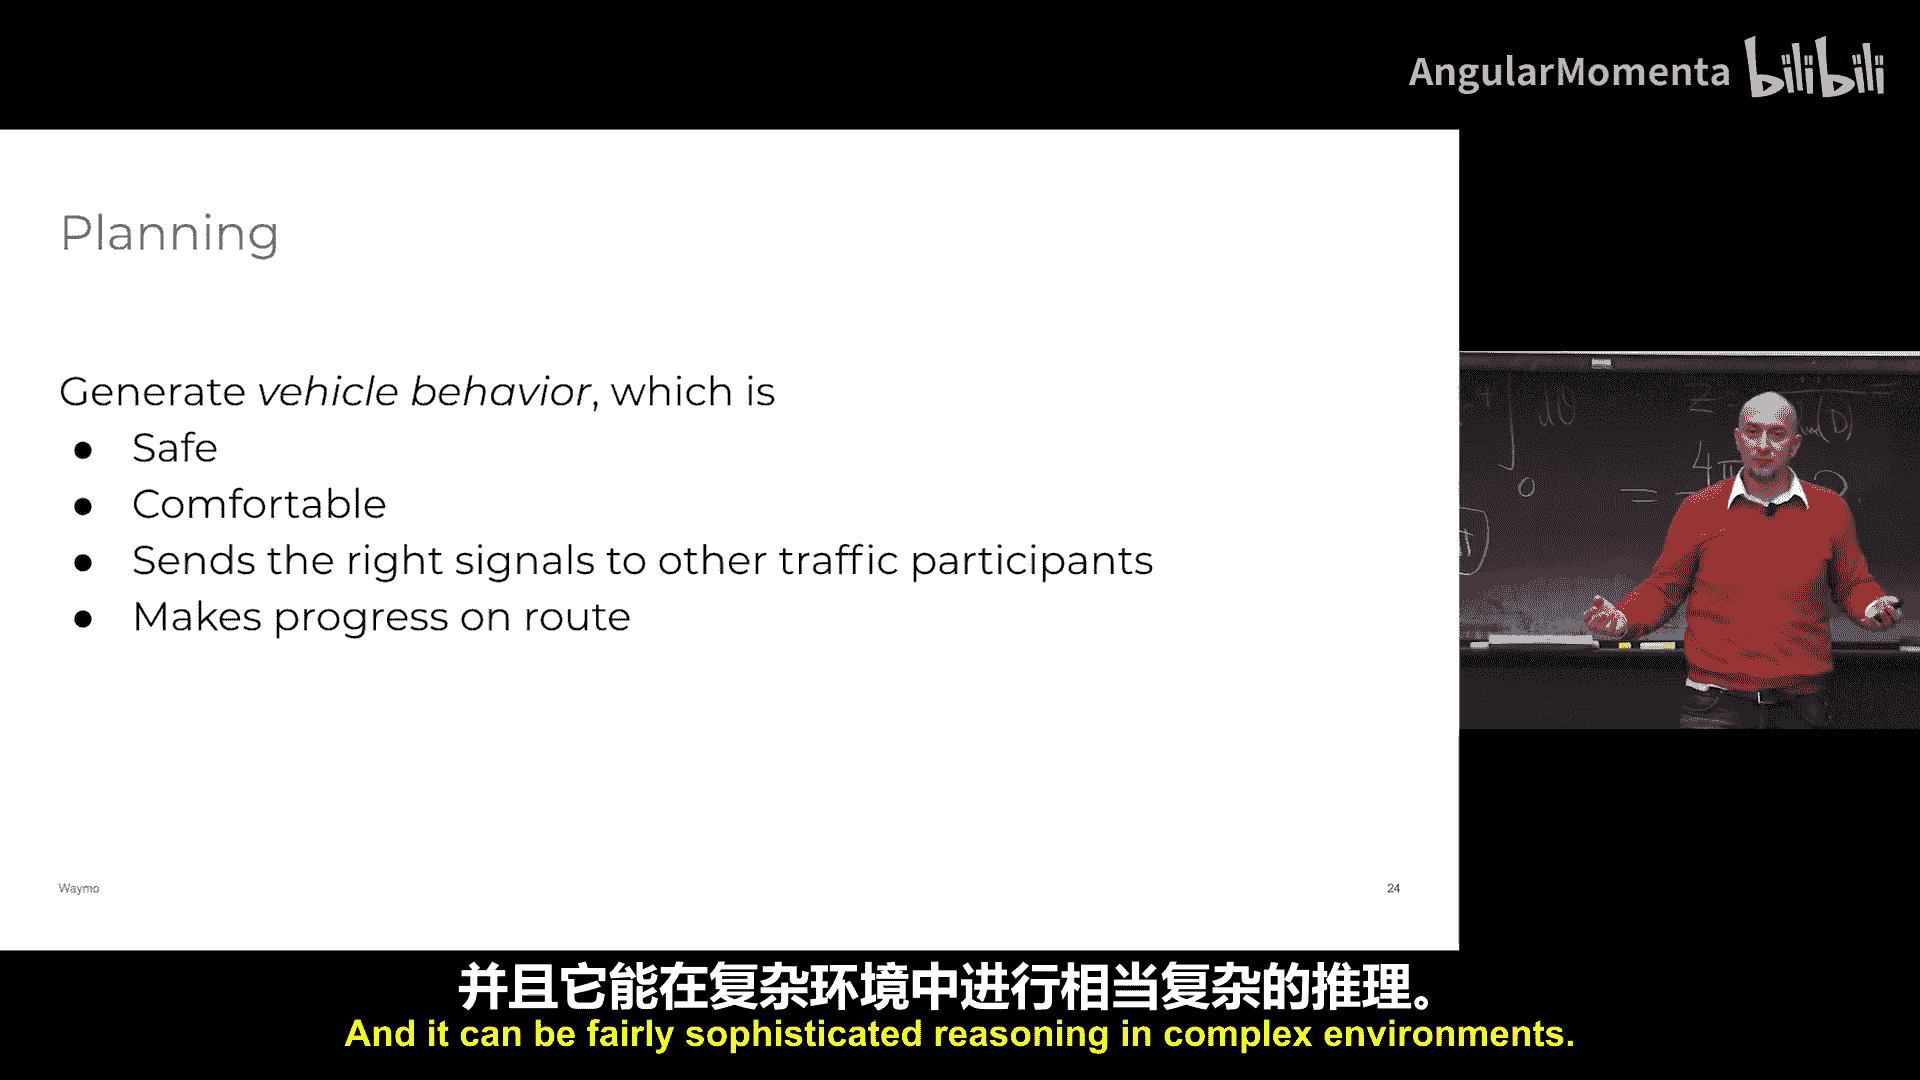 AngularMomenta bilibili
Planning
Generate vehicle behavior, which is
● Safe
● Comfortable
● Sends the right signals to other traffic participants
● Makes progress on route
Waymo
24
并且它能在复杂环境中进行相当复杂的推理。
And it can be fairly sophisticated reasoning in complex environments.